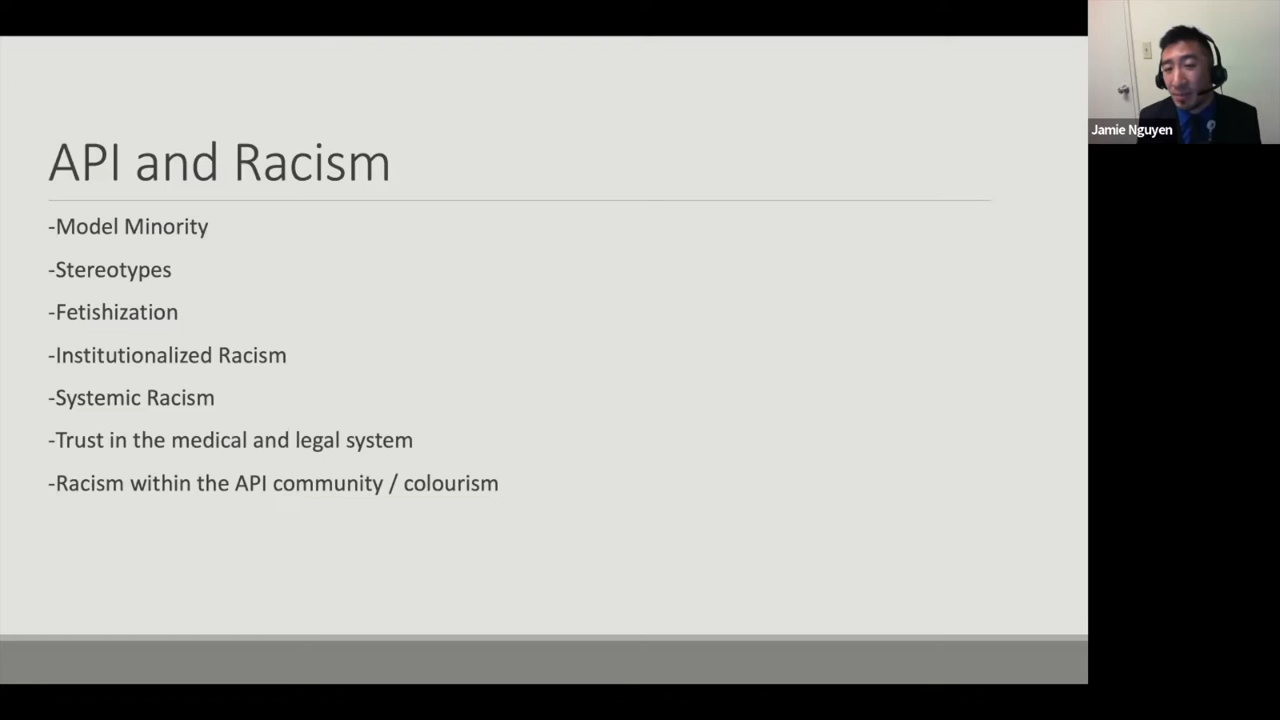 API and Racism
-Model Minority
-Stereotypes
-Fetishization
-Institutionalized Racism
-Systemic Racism
-Trust in the medical and legal system
-Racism within the API community / colourism
Jamie Nguyen